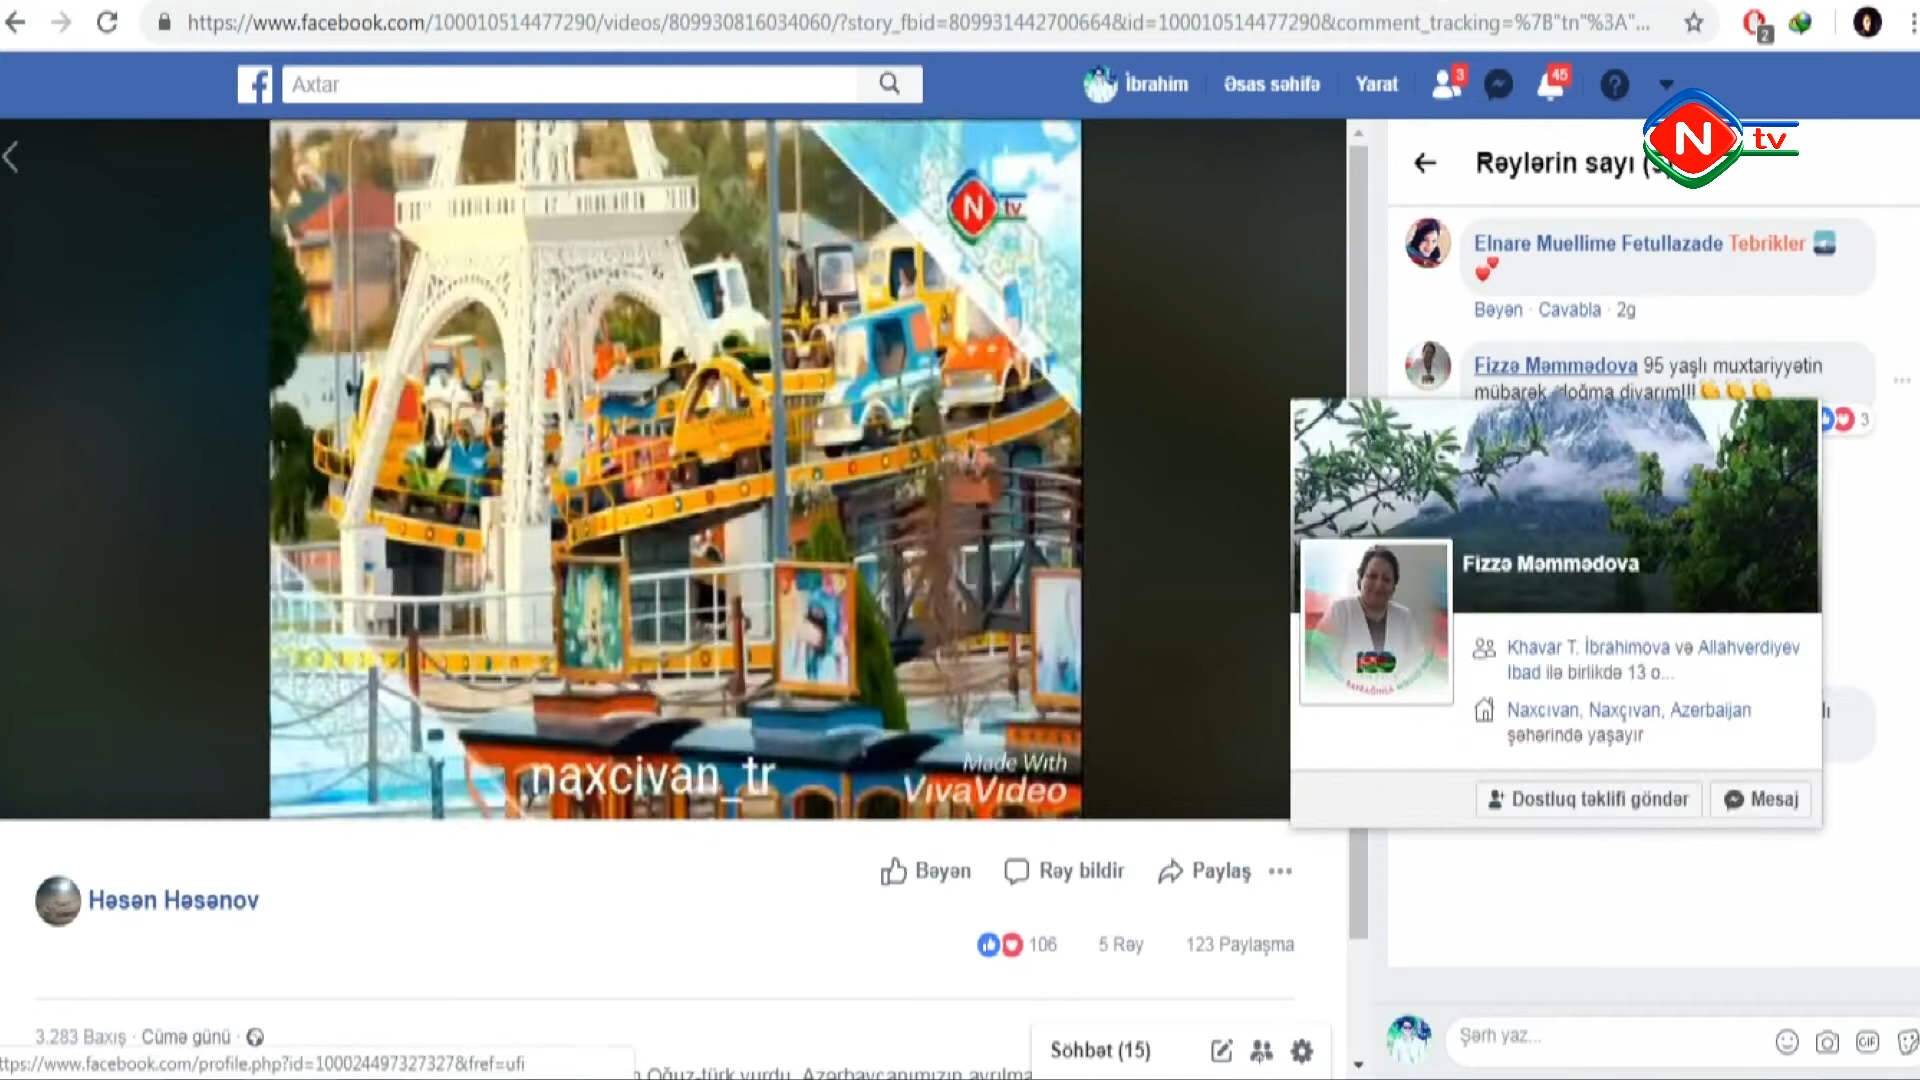 https://www.facebook.com/100010514477290/videos/809930816034060/?story_fbid=809931442700664&id=100010514477290&comment_tracking=%7B"tn"%3A"...
2
Axtar
İbrahim
Əsas səhifə
Yarat
3
45
N tv
Rəylərin sayı
N tv
Elnare Muellime Fetullazade Tebrikler
Bəyən · Cavabla · 2g
Fizzə Məmmədova 95 yaşlı muxtariyyətin
mübarək doğma diyarım!!!
3
Fizzə Məmmədova
Khavar T. İbrahimova və Allahverdiyev
Ibad ilə birlikdə 13 o...
Naxcıvan, Naxçıvan, Azerbaijan
şəhərində yaşayır
Dostluq təklifi göndər
Mesaj
naxcivan_tr
Made With
VivaVideo
Bəyən
Rəy bildir
Paylaş
Həsən Həsənov
106
5 Rəy
123 Paylaşma
3.283 Baxış · Cümə günü
ttps://www.facebook.com/profile.php?id=100024497327327&fref=ufi
Oğuz-türk yurdu, Azərbaycanımızın ayrılma
Söhbət (15)
Şərh yaz...
GIF